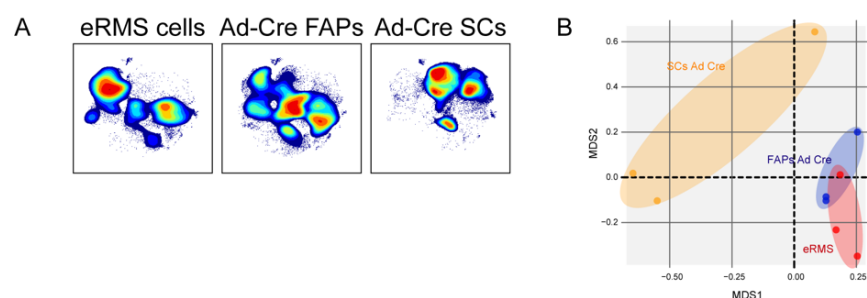 A
eRMS cells
Ad-Cre FAPs
Ad-Cre SCs
B
MDS2
0.6
0.4
0.2
0.0
−0.2
SCs Ad Cre
FAPs Ad Cre
eRMS
−0.50
−0.25
0.00
0.25
MDS1